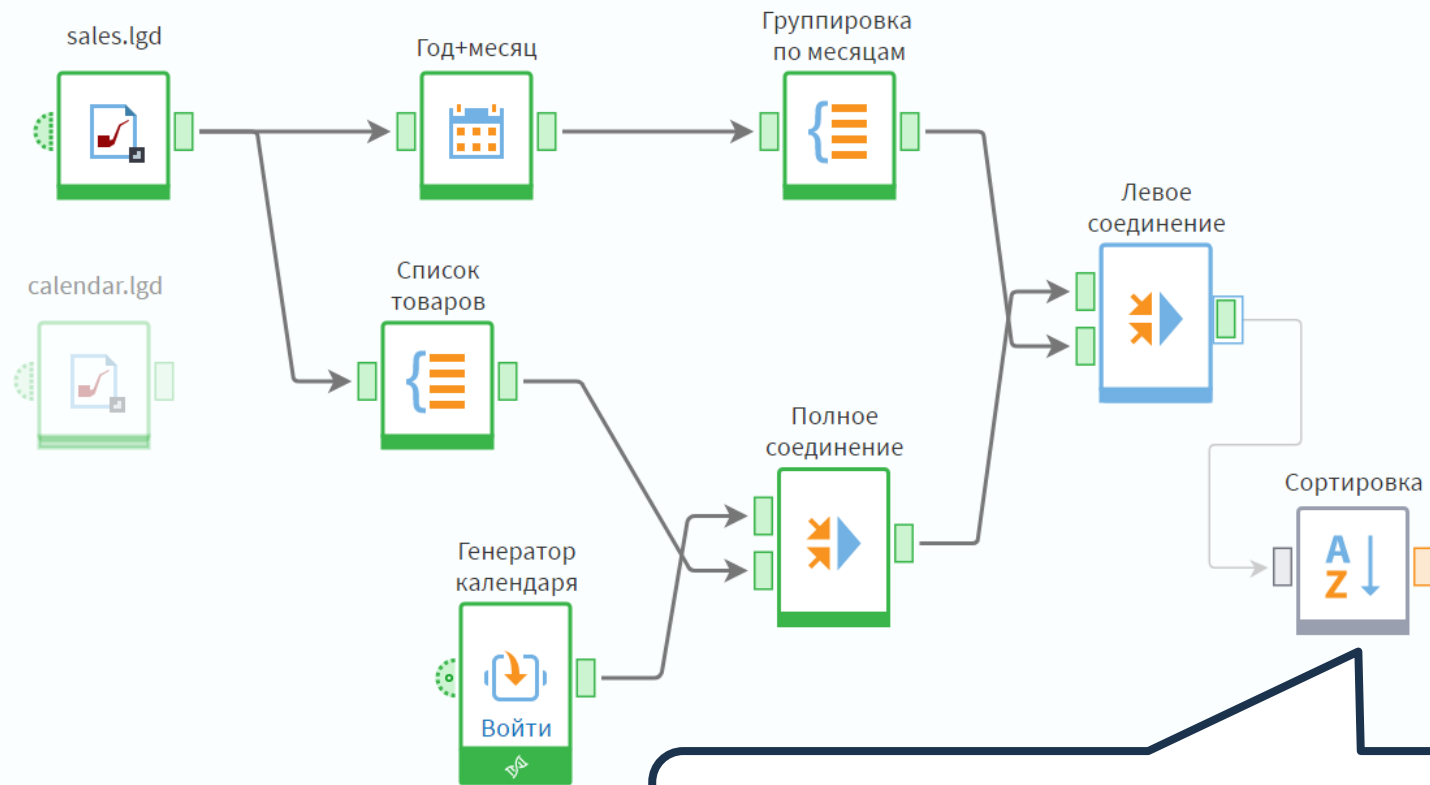 sales.lgd
Год+месяц
Группировка
по месяцам
Левое
соединение
calendar.lgd
Список
товаров
Полное
соединение
Сортировка
A
Z
Генератор
календаря
Войти